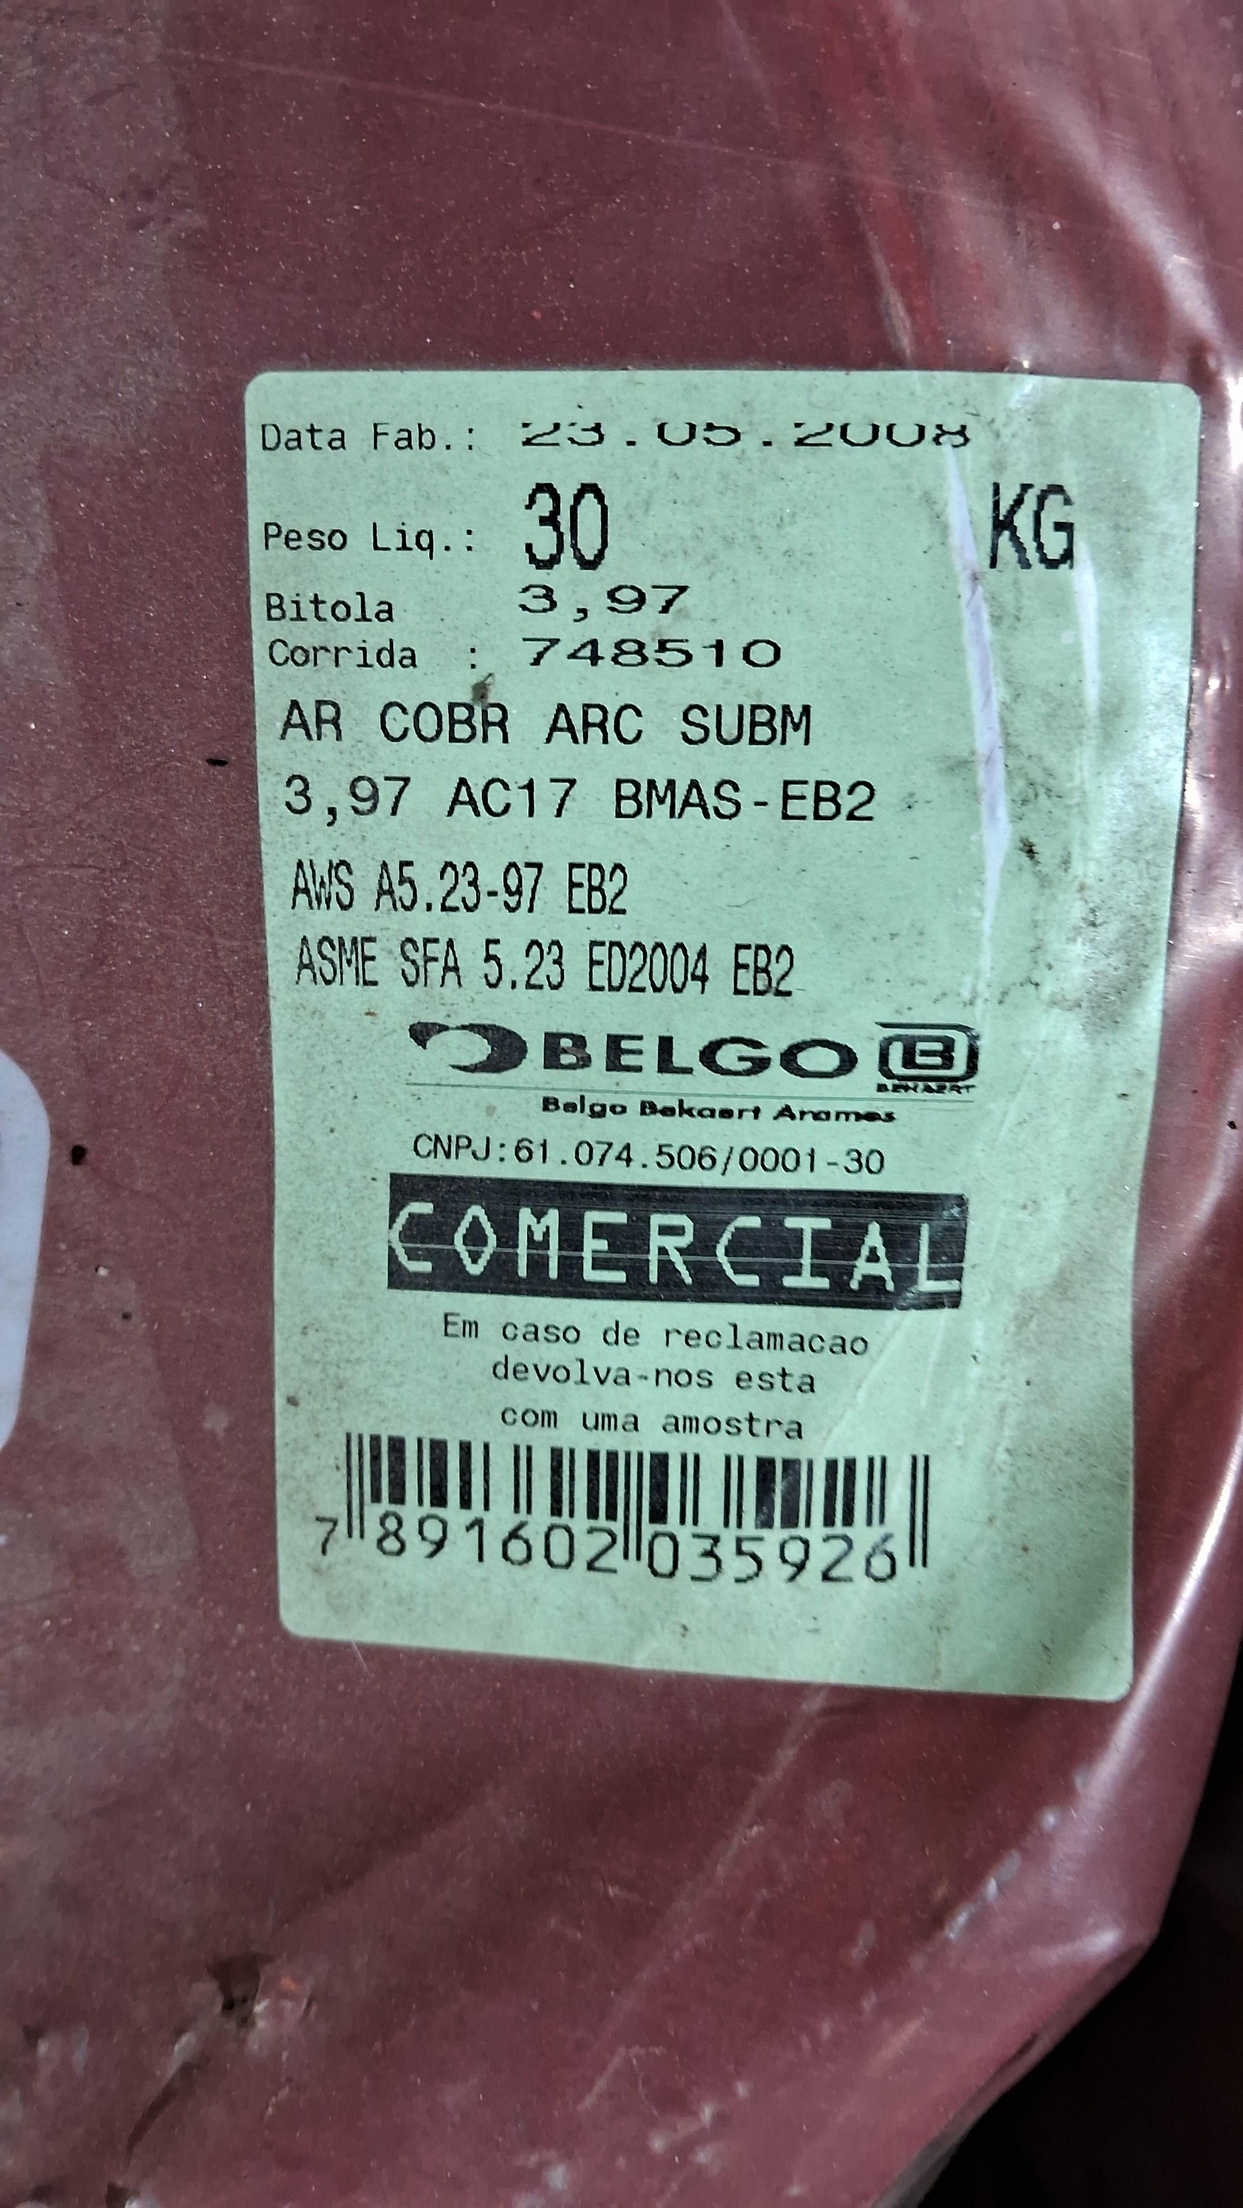 Data Fab.: 23.05.2008
Peso Liq.: 30 KG
Bitola 3,97
Corrida : 748510
AR COBR ARC SUBM
3,97 AC17 BMAS-EB2
AWS A5.23-97 EB2
ASME SFA 5.23 ED2004 EB2
BELGO B
BEKAERT
Belgo Bekaert Arames
CNPJ:61.074.506/0001-30
COMERCIAL
Em caso de reclamacao
devolva-nos esta
com uma amostra
7 891602 035926